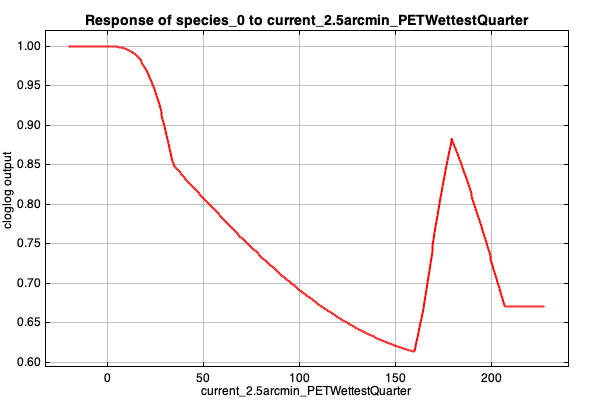 Response of species_0 to current_2.5arcmin_PETWettestQuarter
1.00
0.95
0.90
0.85
0.80
0.75
0.70
0.65
0.60
cloglog output
0 50 100 150 200
current_2.5arcmin_PETWettestQuarter